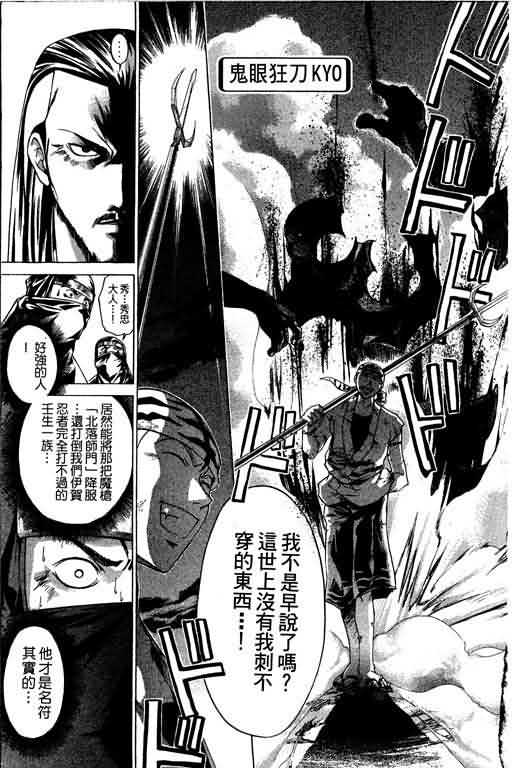 鬼眼狂刀KYO
ドドド
ドドド
我不是早說了嗎？
這世上沒有我刺不
穿的東西…！
…
秀…秀忠
大人…！
好強的人
！
居然能將那把魔槍
「北落師門」降服
…還打倒我們伊賀
忍者完全打不過的
壬生一族…
他才是名符
其實的…